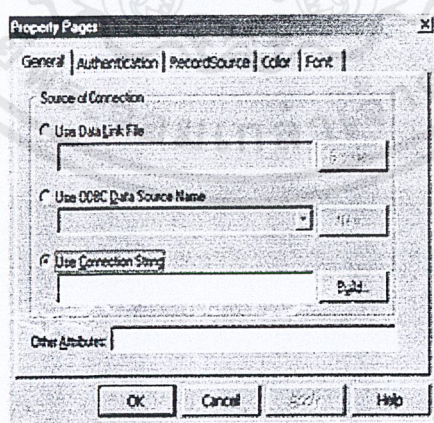 Property Pages
General Authentication RecordSource Color Font
Source of Connection
Use Data Link File
Use ODBC Data Source Name
Use Connection String
Build...
Other Attributes:
OK Cancel Help